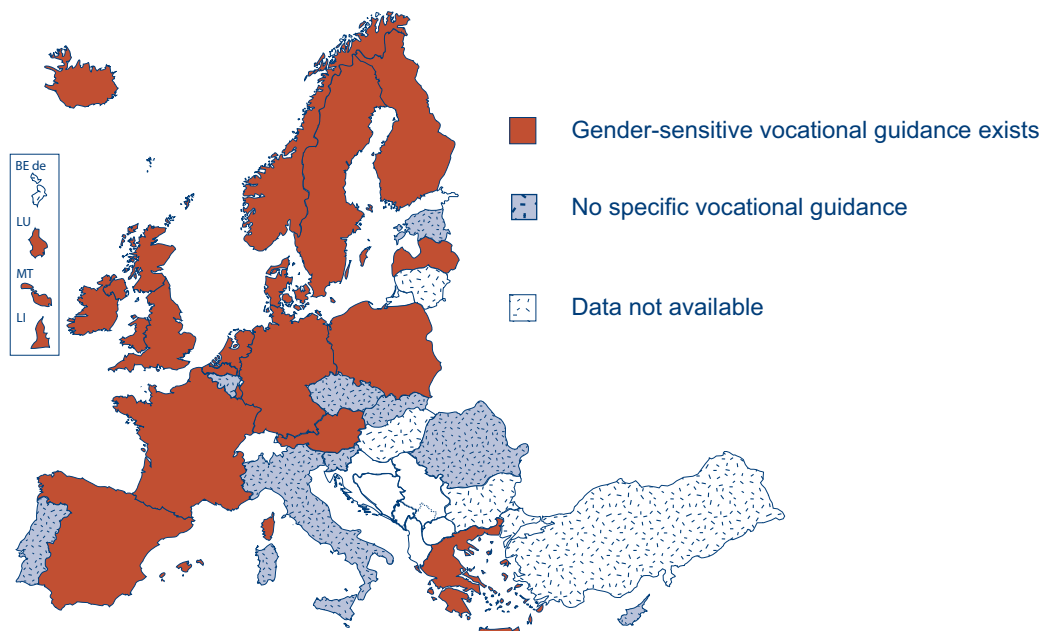 Gender-sensitive vocational guidance exists
BE de
No specific vocational guidance
LU
MT
Data not available
LI